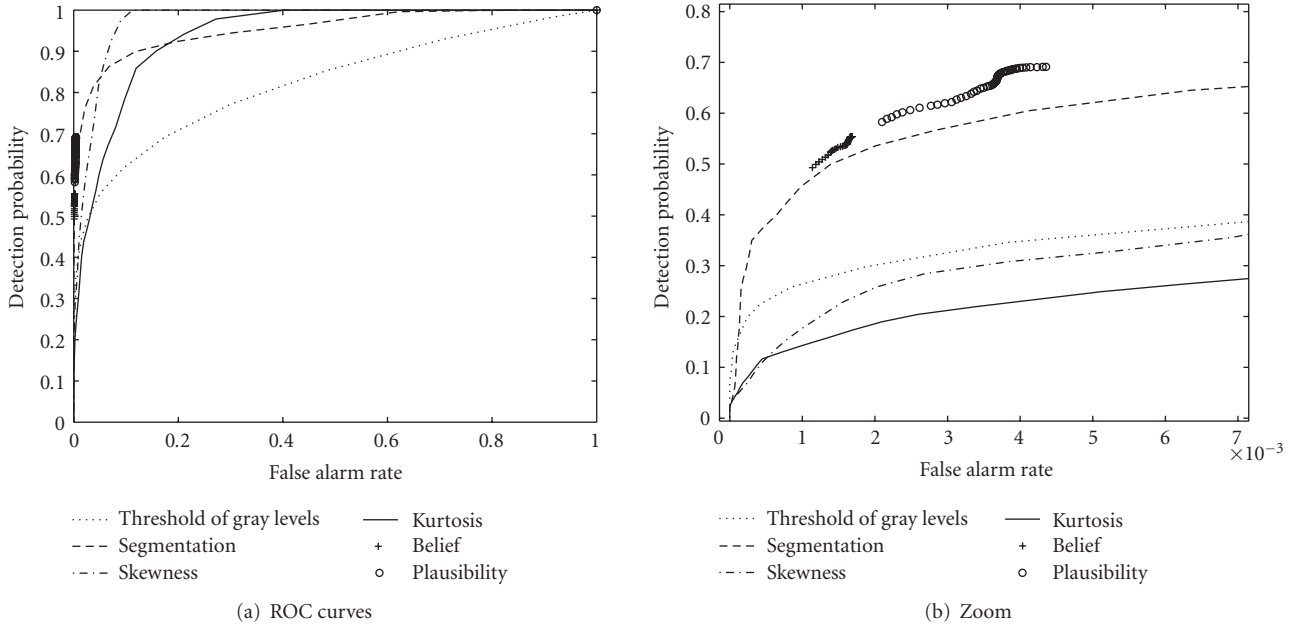 1
0.9
0.8
0.7
0.6
0.5
0.4
0.3
0.2
0.1
0
Detection probability
0 0.2 0.4 0.6 0.8 1
False alarm rate
Threshold of gray levels
Segmentation
Skewness
Kurtosis
Belief
Plausibility
(a) ROC curves
0.8
0.7
0.6
0.5
0.4
0.3
0.2
0.1
0
Detection probability
0 1 2 3 4 5 6 7
×10−3
False alarm rate
Threshold of gray levels
Segmentation
Skewness
Kurtosis
Belief
Plausibility
(b) Zoom